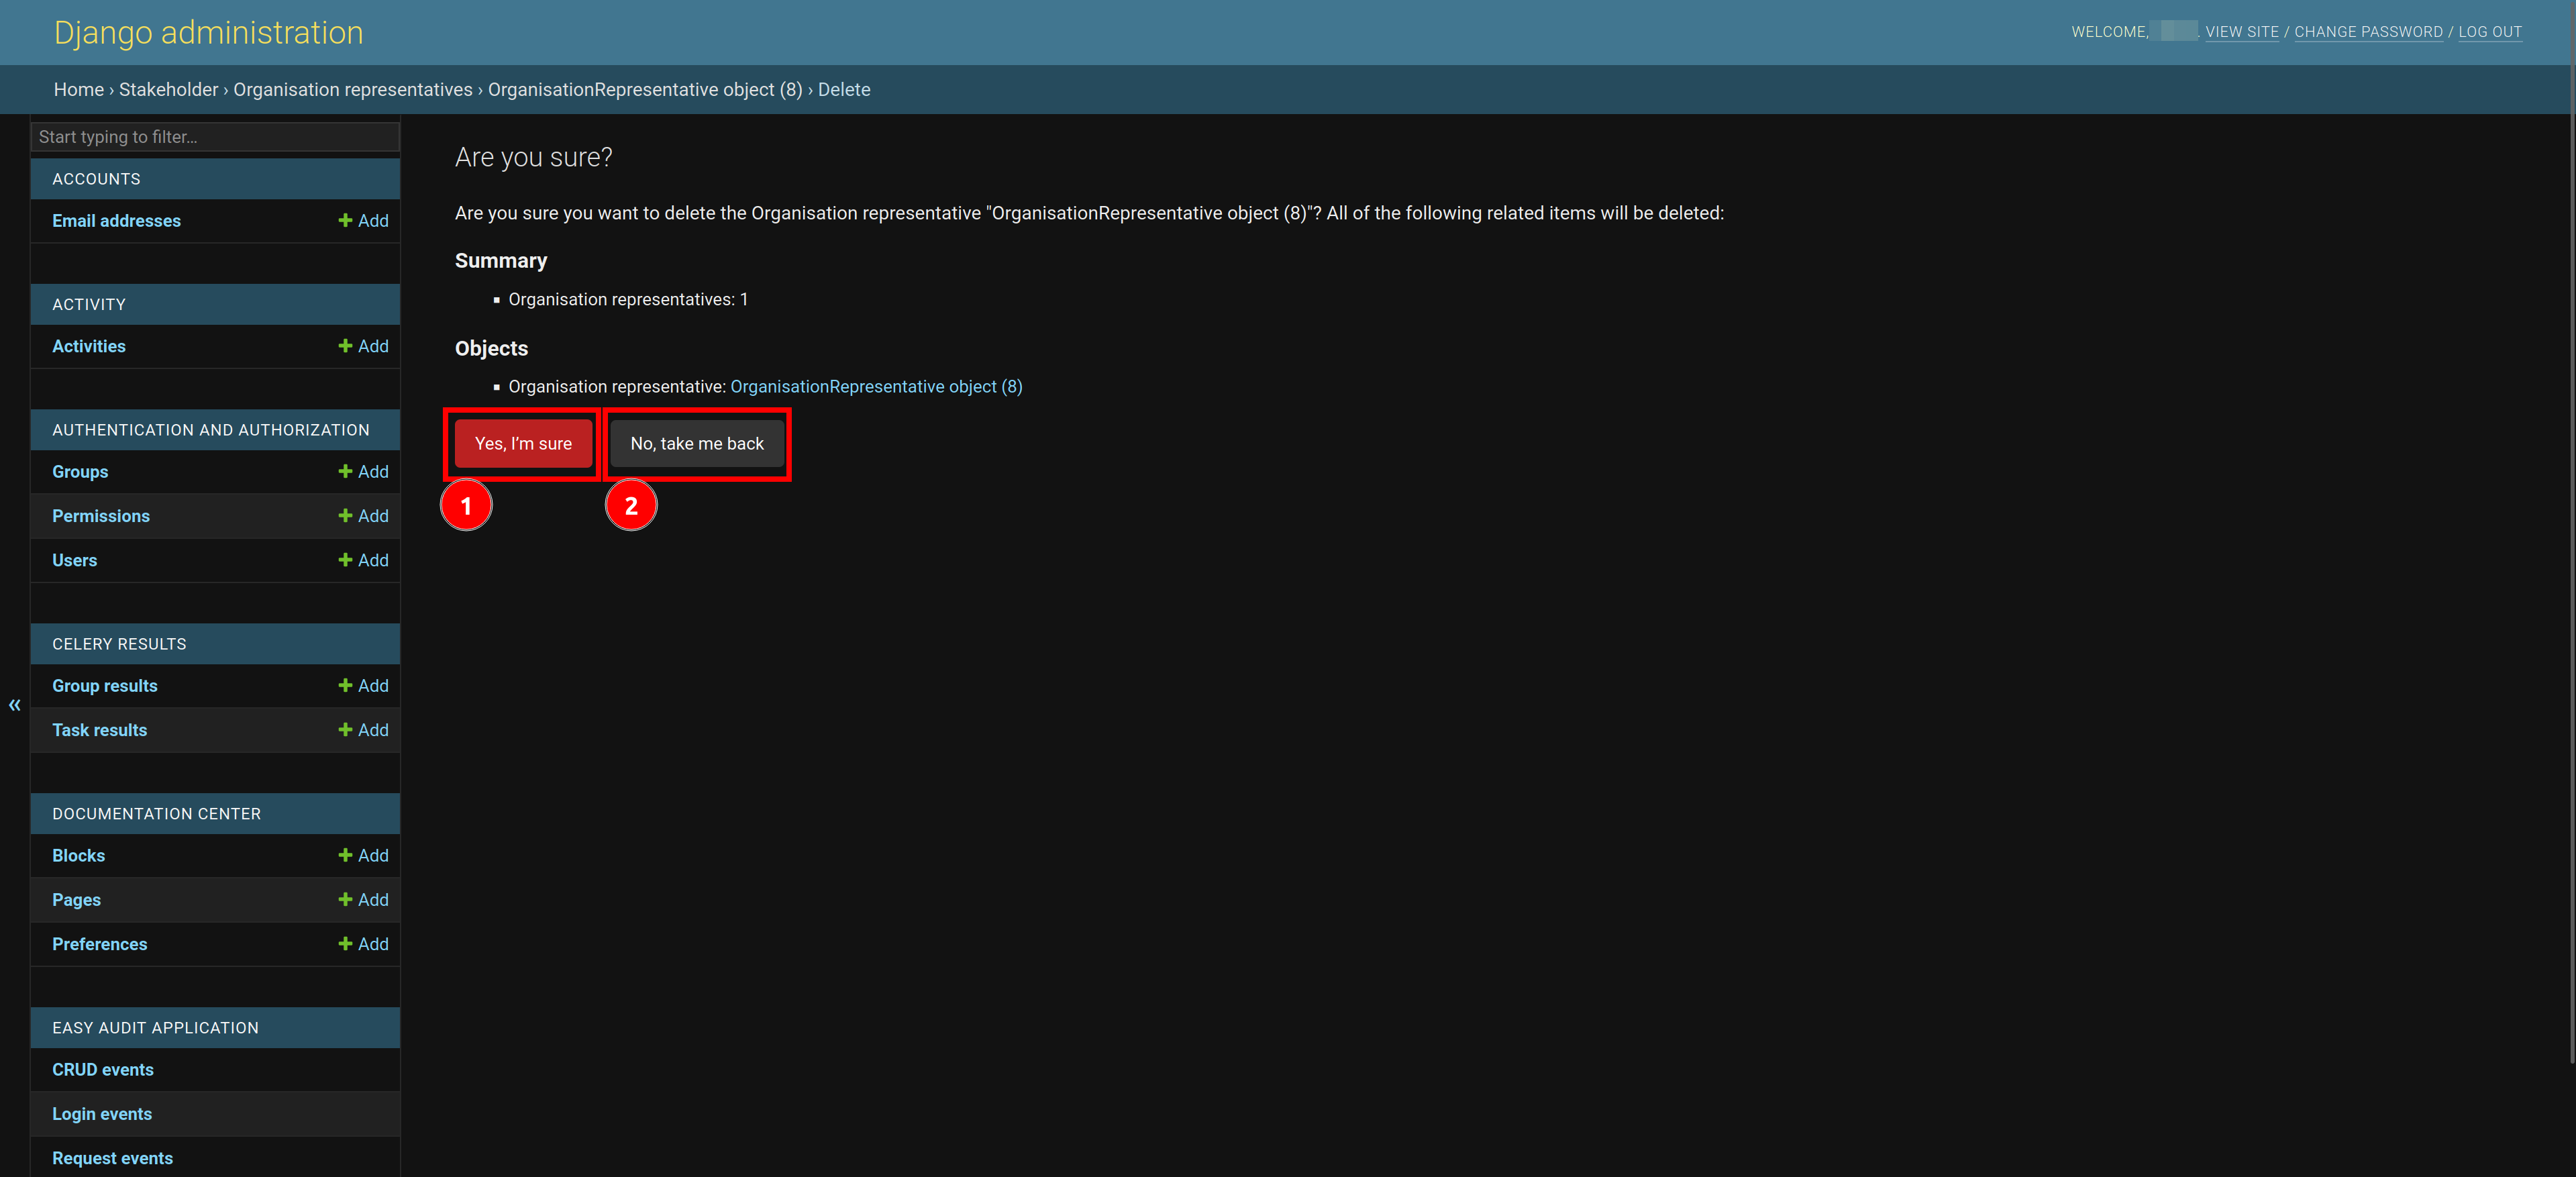 Django administration
WELCOME, . VIEW SITE / CHANGE PASSWORD / LOG OUT
Home › Stakeholder › Organisation representatives › OrganisationRepresentative object (8) › Delete
Start typing to filter...
ACCOUNTS
Email addresses Add
ACTIVITY
Activities Add
AUTHENTICATION AND AUTHORIZATION
Groups Add
Permissions Add
Users Add
CELERY RESULTS
Group results Add
Task results Add
«
DOCUMENTATION CENTER
Blocks Add
Pages Add
Preferences Add
EASY AUDIT APPLICATION
CRUD events
Login events
Request events
Are you sure?
Are you sure you want to delete the Organisation representative "OrganisationRepresentative object (8)"? All of the following related items will be deleted:
Summary
Organisation representatives: 1
Objects
Organisation representative: OrganisationRepresentative object (8)
Yes, I’m sure No, take me back
1 2